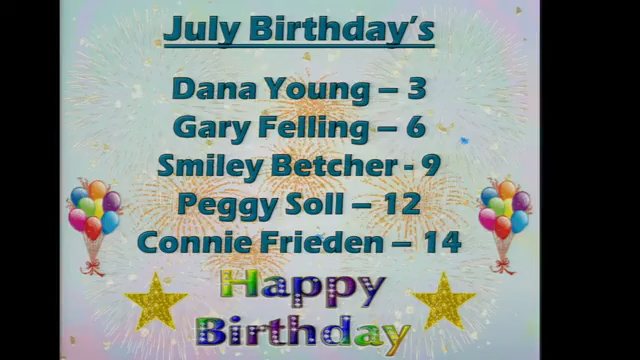 July Birthday's
Dana Young – 3
Gary Felling – 6
Smiley Betcher - 9
Peggy Soll – 12
Connie Frieden – 14
Happy
Birthday